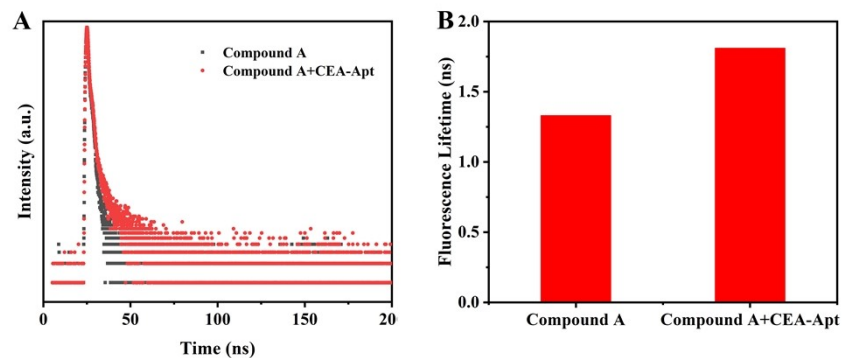 A
Compound A
Compound A+CEA-Apt
Intensity (a.u.)
0
50
100
150
20
Time (ns)
B
Fluorescence Lifetime (ns)
2.0
1.5
1.0
0.5
0.0
Compound A
Compound A+CEA-Apt